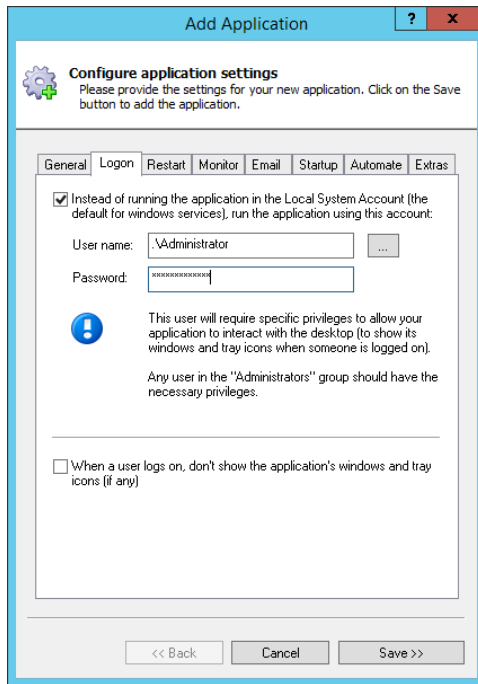 Add Application
? x
Configure application settings
Please provide the settings for your new application. Click on the Save
button to add the application.
General Logon Restart Monitor Email Startup Automate Extras
Instead of running the application in the Local System Account (the
default for windows services), run the application using this account:
User name: .\Administrator ...
Password: *************
This user will require specific privileges to allow your
application to interact with the desktop (to show its
windows and tray icons when someone is logged on).
Any user in the "Administrators" group should have the
necessary privileges.
When a user logs on, don't show the application's windows and tray
icons (if any)
<< Back Cancel Save >>